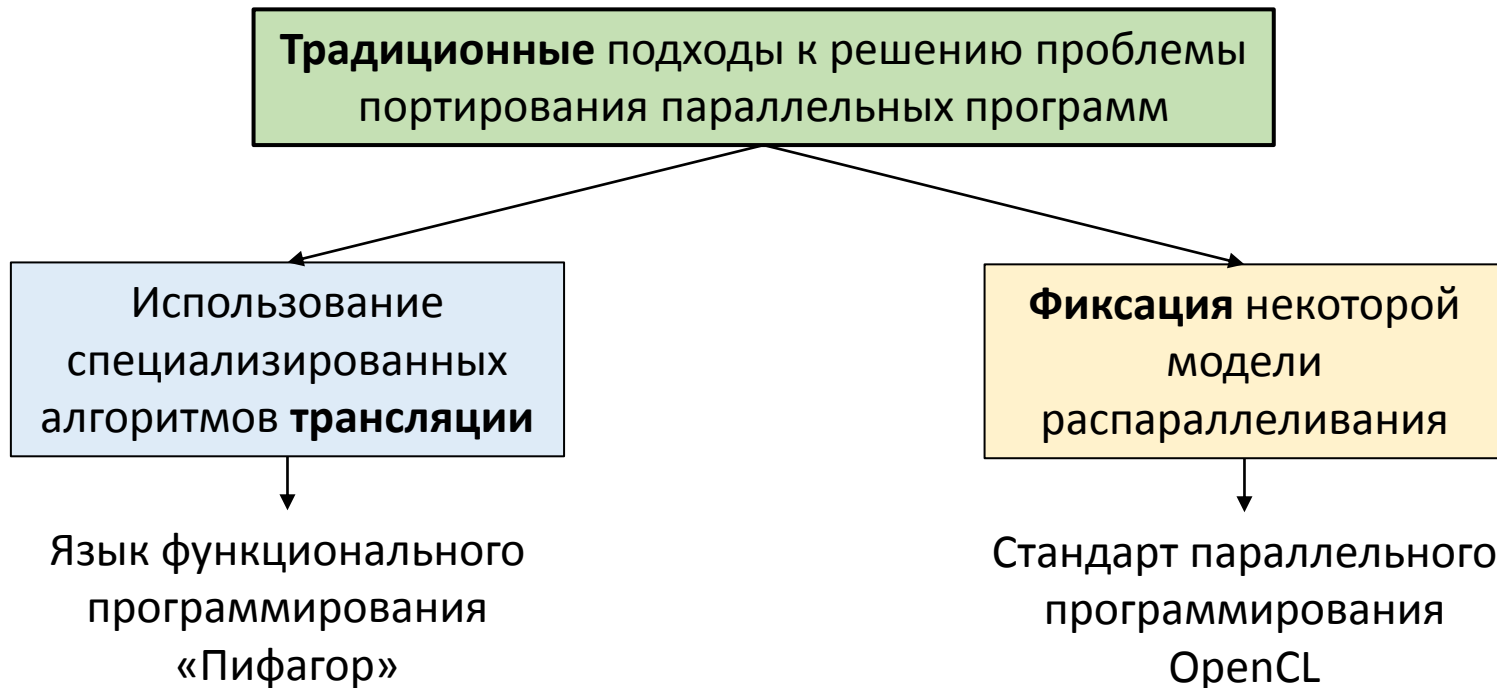 Традиционные подходы к решению проблемы
портирования параллельных программ
Использование
специализированных
алгоритмов трансляции
Фиксация некоторой
модели
распараллеливания
Язык функционального
программирования
«Пифагор»
Стандарт параллельного
программирования
OpenCL